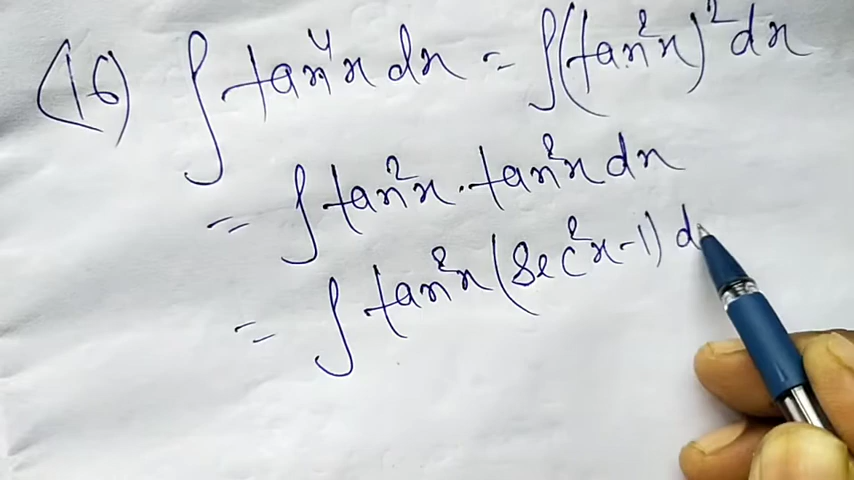 (16) ∫ tan⁴x dx = ∫(tan²x)² dx
= ∫ tan²x · tan²x dx
= ∫ tan²x (sec²x - 1) d